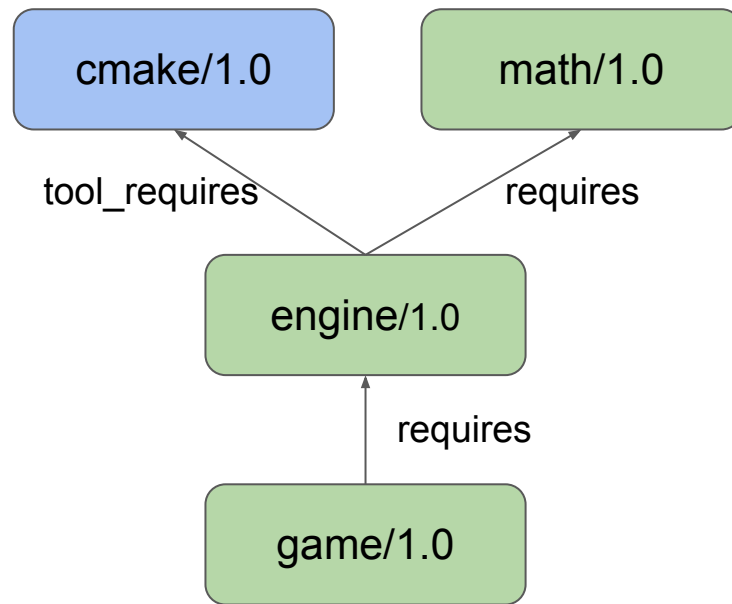 cmake/1.0
math/1.0
tool_requires
requires
engine/1.0
requires
game/1.0